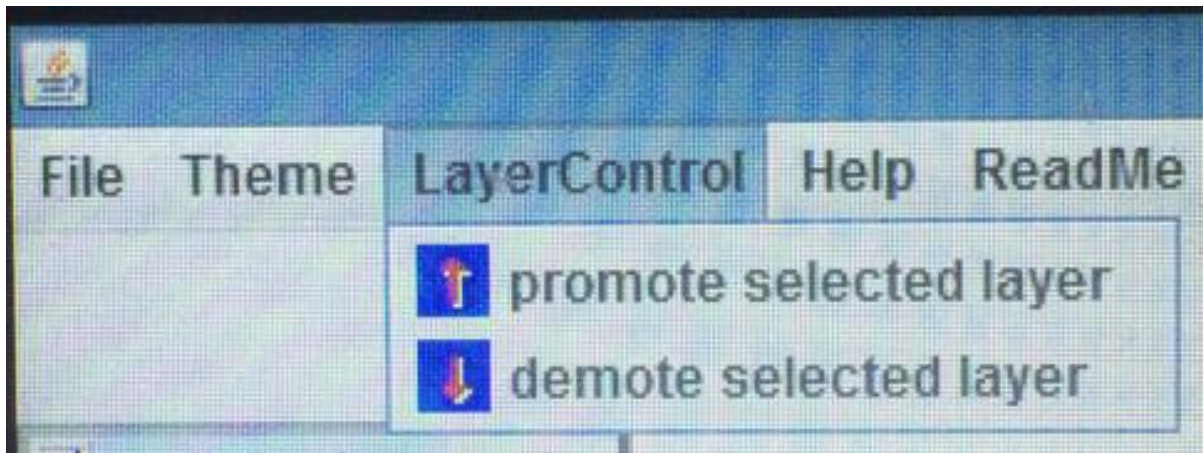 File Theme LayerControl Help ReadMe
promote selected layer
demote selected layer